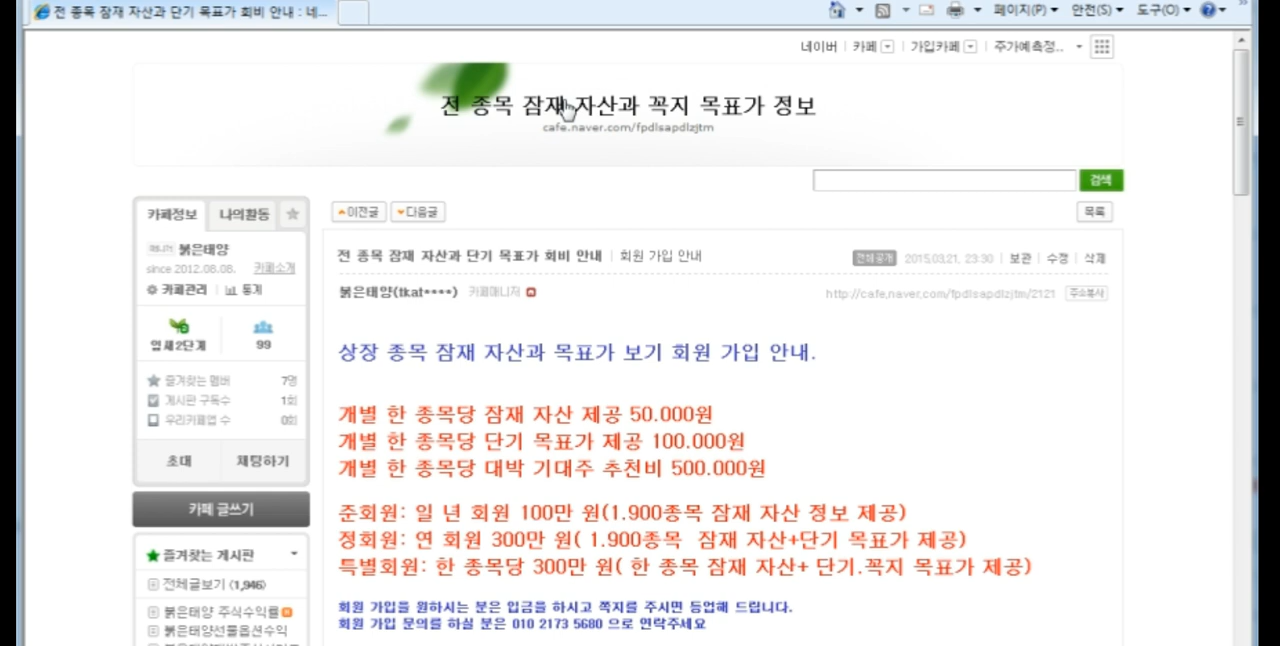 전 종목 잠재 자산과 단기 목표가 회비 안내 : 네...
페이지(P) 안전(S) 도구(O)
네이버 카페 가입카페 주가예측정..
전 종목 잠재 자산과 꼭지 목표가 정보
cafe.naver.com/fpdlsapdlzjtm
검색
카페정보 나의활동
이전글 다음글 목록
매니저 붉은태양
since 2012.08.08. 카페소개
카페관리 통계
잎새2단계 99
즐겨찾는 멤버 7명
게시판 구독수 1회
우리카페앱 수 0회
초대 채팅하기
카페 글쓰기
즐겨찾는 게시판
전체글보기 (1,946)
붉은태양 주식수익률
붉은태양선물옵션수익
전 종목 잠재 자산과 단기 목표가 회비 안내 회원 가입 안내 전체공개 2015.03.21. 23:30 보관 수정 삭제
붉은태양(tkat****) 카페매니저 http://cafe.naver.com/fpdlsapdlzjtm/2121 주소복사
상장 종목 잠재 자산과 목표가 보기 회원 가입 안내.
개별 한 종목당 잠재 자산 제공 50.000원
개별 한 종목당 단기 목표가 제공 100.000원
개별 한 종목당 대박 기대주 추천비 500.000원
준회원: 일 년 회원 100만 원(1.900종목 잠재 자산 정보 제공)
정회원: 연 회원 300만 원( 1.900종목 잠재 자산+단기 목표가 제공)
특별회원: 한 종목당 300만 원( 한 종목 잠재 자산+ 단기.꼭지 목표가 제공)
회원 가입을 원하시는 분은 입금을 하시고 쪽지를 주시면 등업해 드립니다.
회원 가입 문의를 하실 분은 010 2173 5680 으로 연락주세요